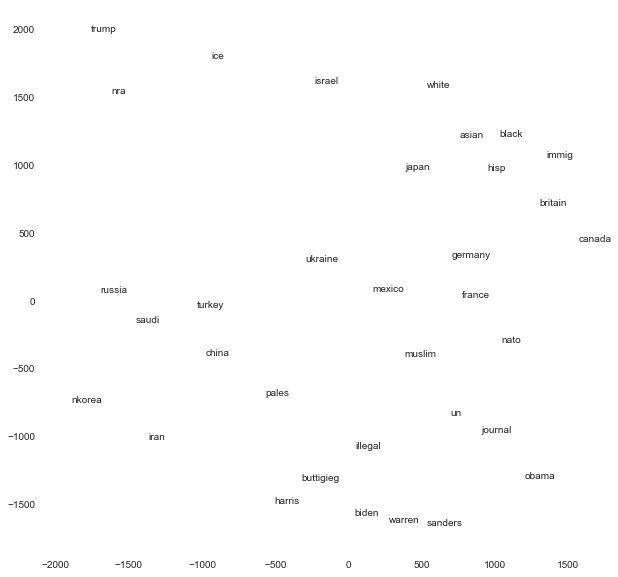 2000
trump
ice
israel
white
1500
nra
asian
black
immig
1000
japan
hisp
britain
500
canada
ukraine
germany
0
russia
mexico
france
saudi
turkey
nato
−500
china
muslim
pales
nkorea
un
−1000
iran
journal
illegal
buttigieg
obama
−1500
harris
biden
warren
sanders
−2000
−1500
−1000
−500
0
500
1000
1500